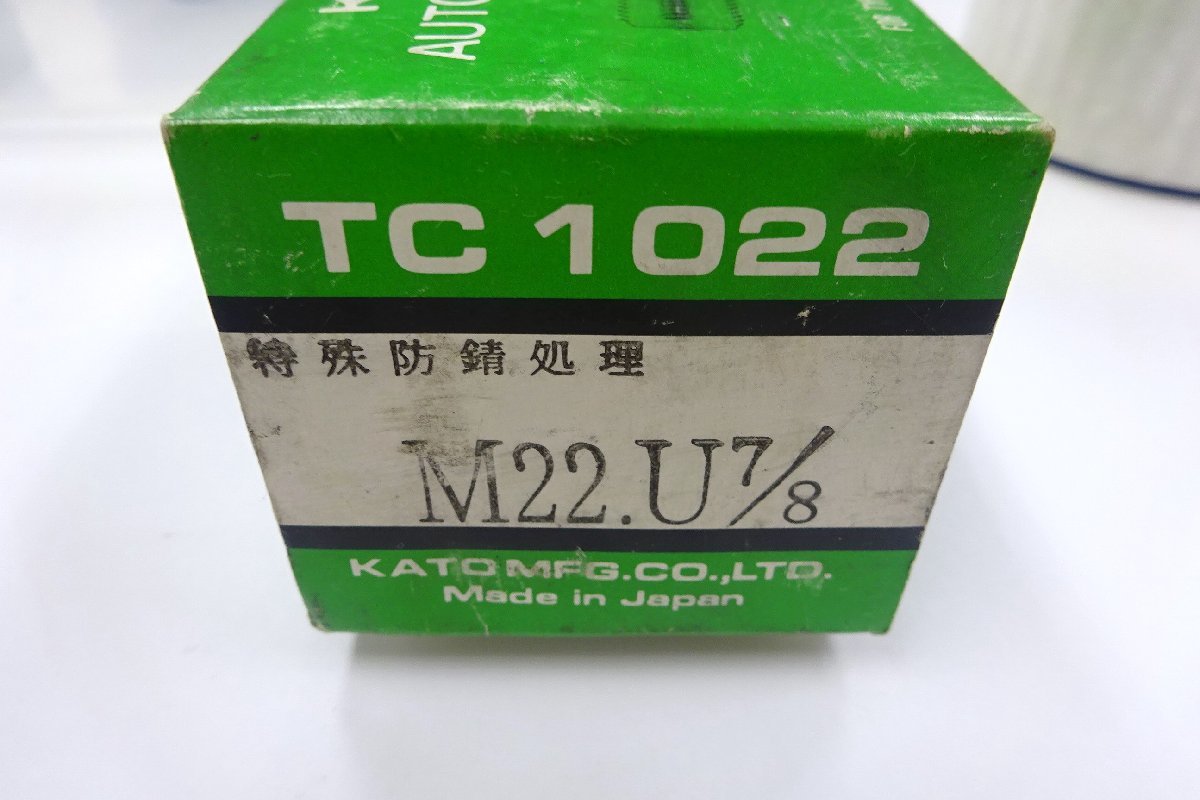 AUTO
TC 1022
特殊防錆処理
M22.U7/8
KATO MFG.CO.,LTD.
Made in Japan